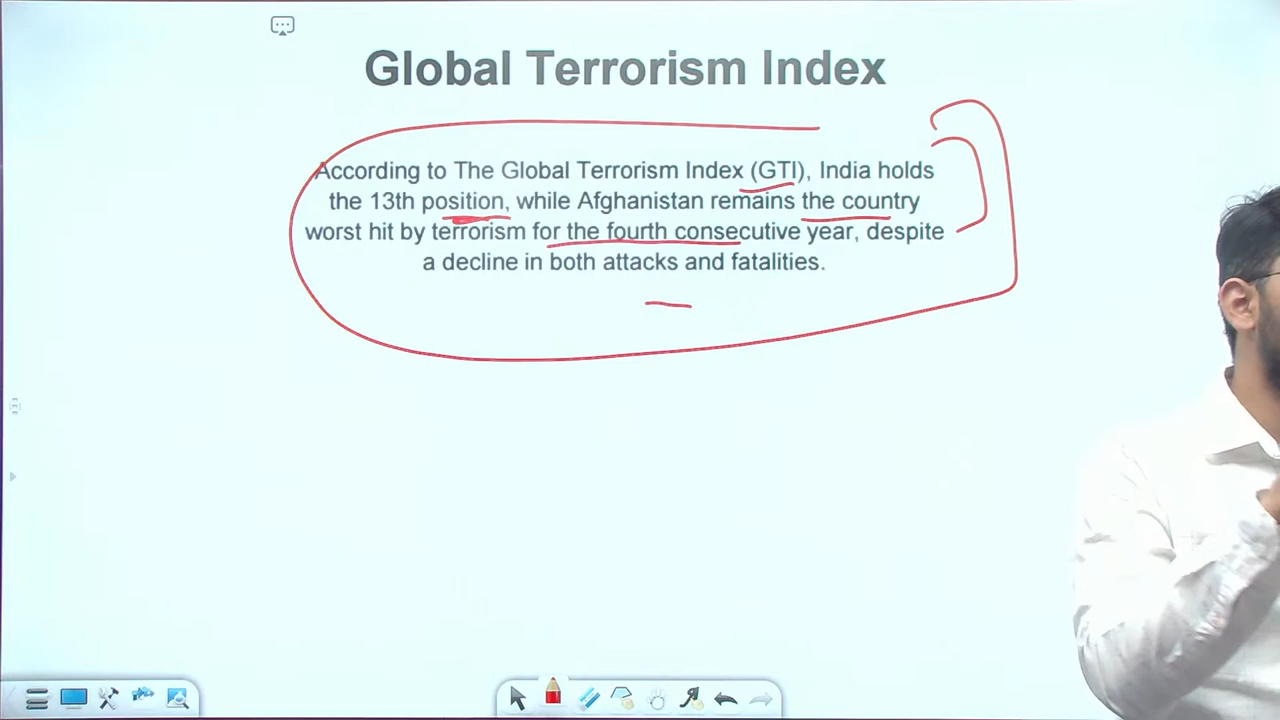 Global Terrorism Index
According to The Global Terrorism Index (GTI), India holds
the 13th position, while Afghanistan remains the country
worst hit by terrorism for the fourth consecutive year, despite
a decline in both attacks and fatalities.